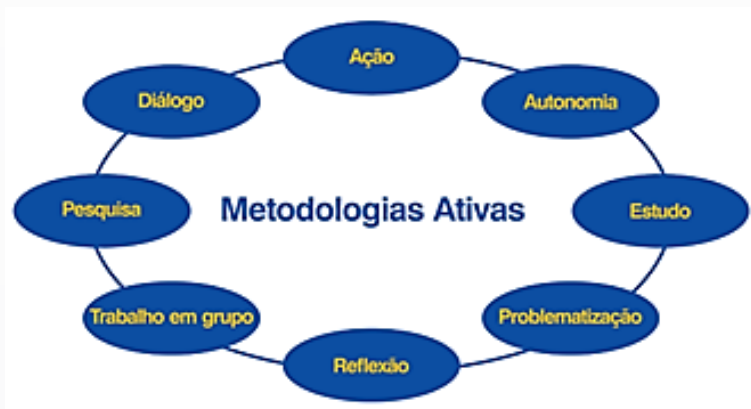 Ação
Diálogo
Autonomia
Pesquisa
Metodologias Ativas
Estudo
Trabalho em grupo
Problematização
Reflexão